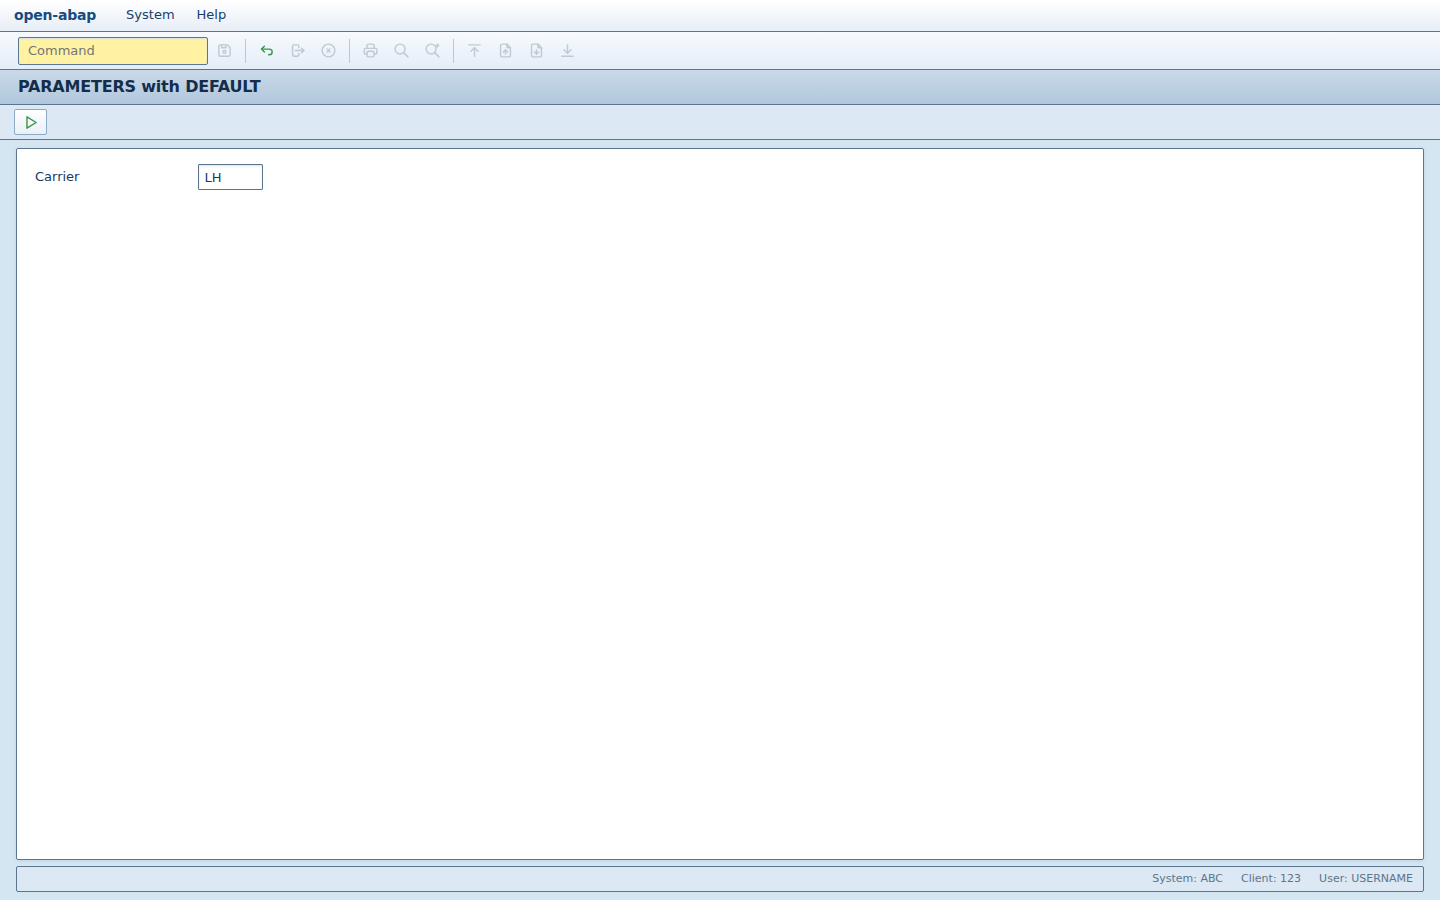 open-abap System Help
Command
PARAMETERS with DEFAULT
Carrier LH
System: ABC Client: 123 User: USERNAME